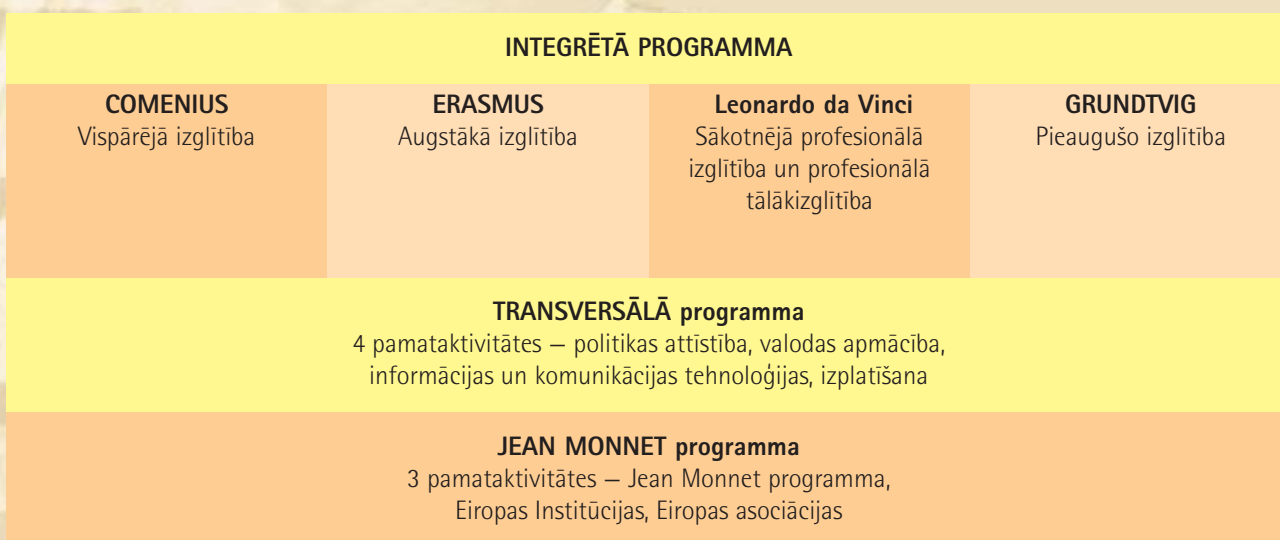 INTEGRĒTĀ PROGRAMMA
COMENIUS
Vispārējā izglītība
ERASMUS
Augstākā izglītība
Leonardo da Vinci
Sākotnējā profesionālā
izglītība un profesionālā
tālākizglītība
GRUNDTVIG
Pieaugušo izglītība
TRANSVERSĀLĀ programma
4 pamataktivitātes — politikas attīstība, valodas apmācība,
informācijas un komunikācijas tehnoloģijas, izplatīšana
JEAN MONNET programma
3 pamataktivitātes — Jean Monnet programma,
Eiropas Institūcijas, Eiropas asociācijas